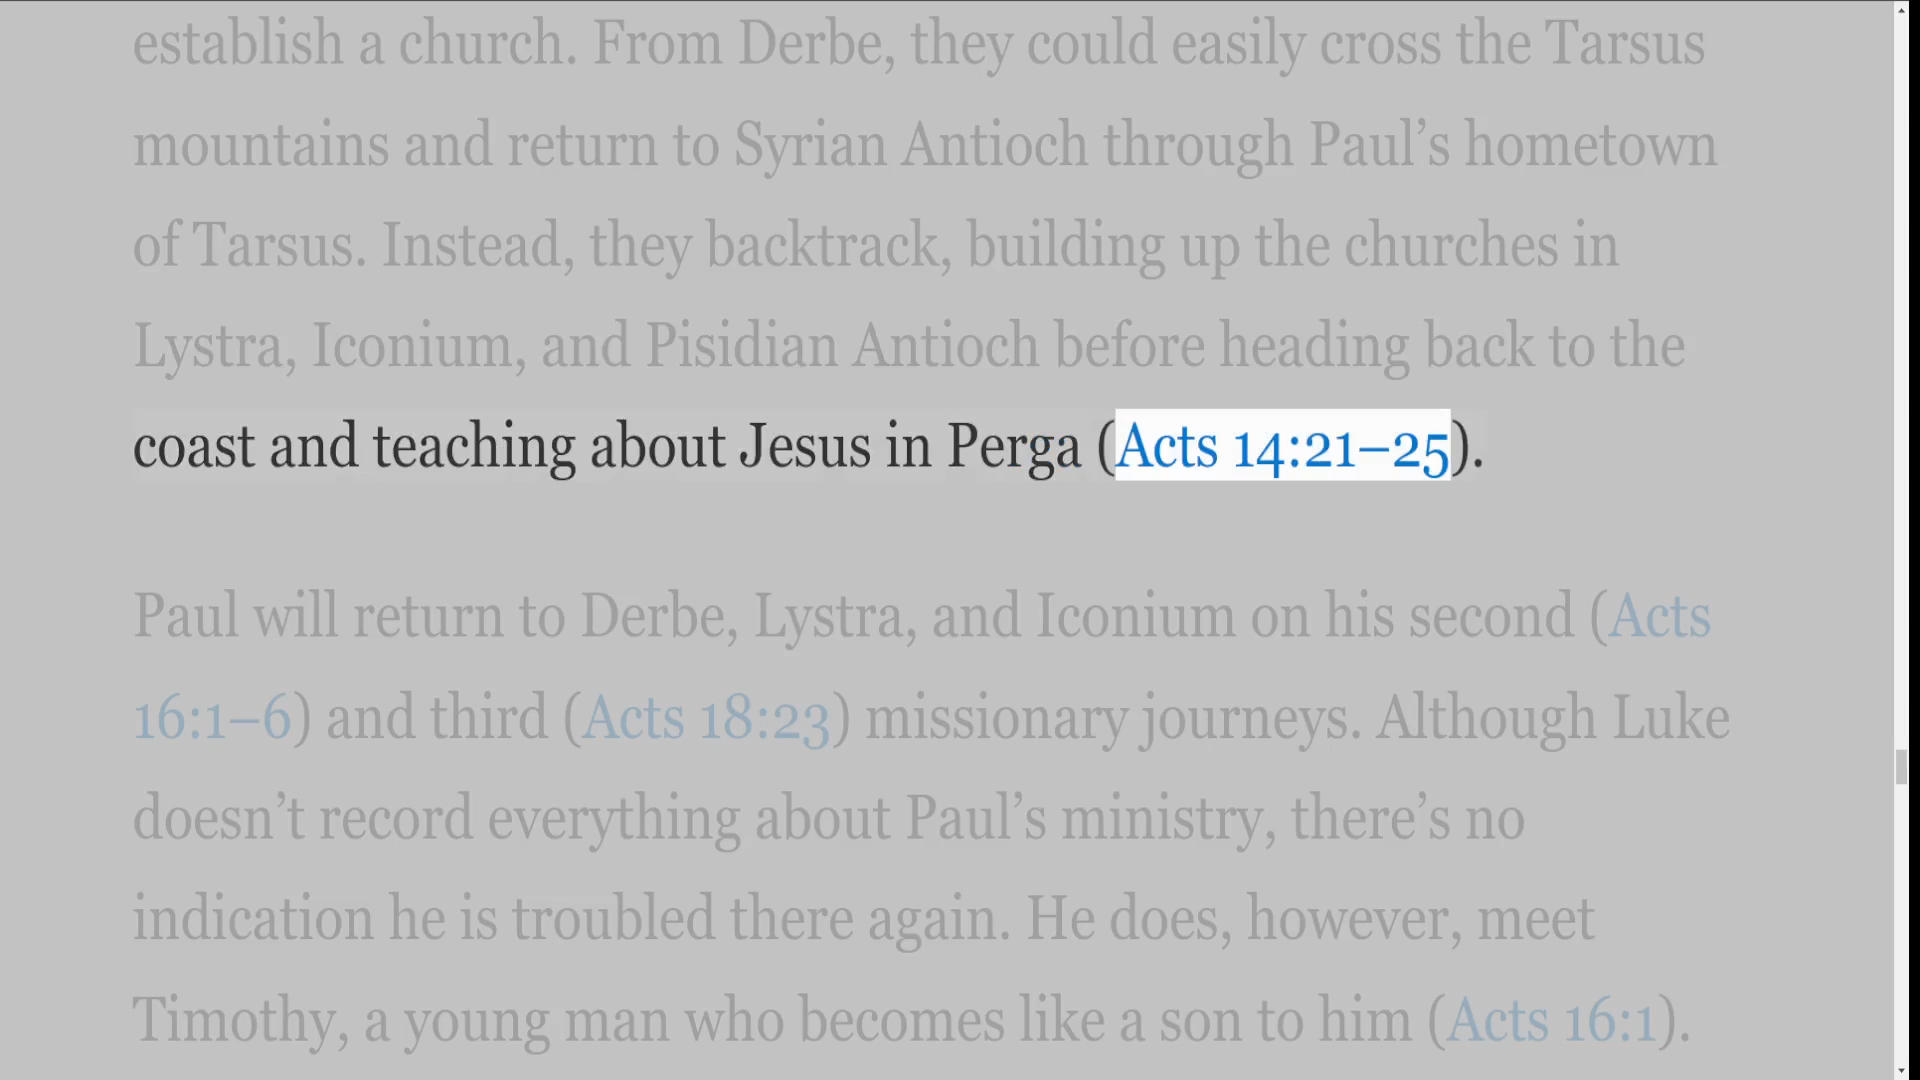 establish a church. From Derbe, they could easily cross the Tarsus
mountains and return to Syrian Antioch through Paul’s hometown
of Tarsus. Instead, they backtrack, building up the churches in
Lystra, Iconium, and Pisidian Antioch before heading back to the
coast and teaching about Jesus in Perga (Acts 14:21–25).
Paul will return to Derbe, Lystra, and Iconium on his second (Acts
16:1–6) and third (Acts 18:23) missionary journeys. Although Luke
doesn’t record everything about Paul’s ministry, there’s no
indication he is troubled there again. He does, however, meet
Timothy, a young man who becomes like a son to him (Acts 16:1).